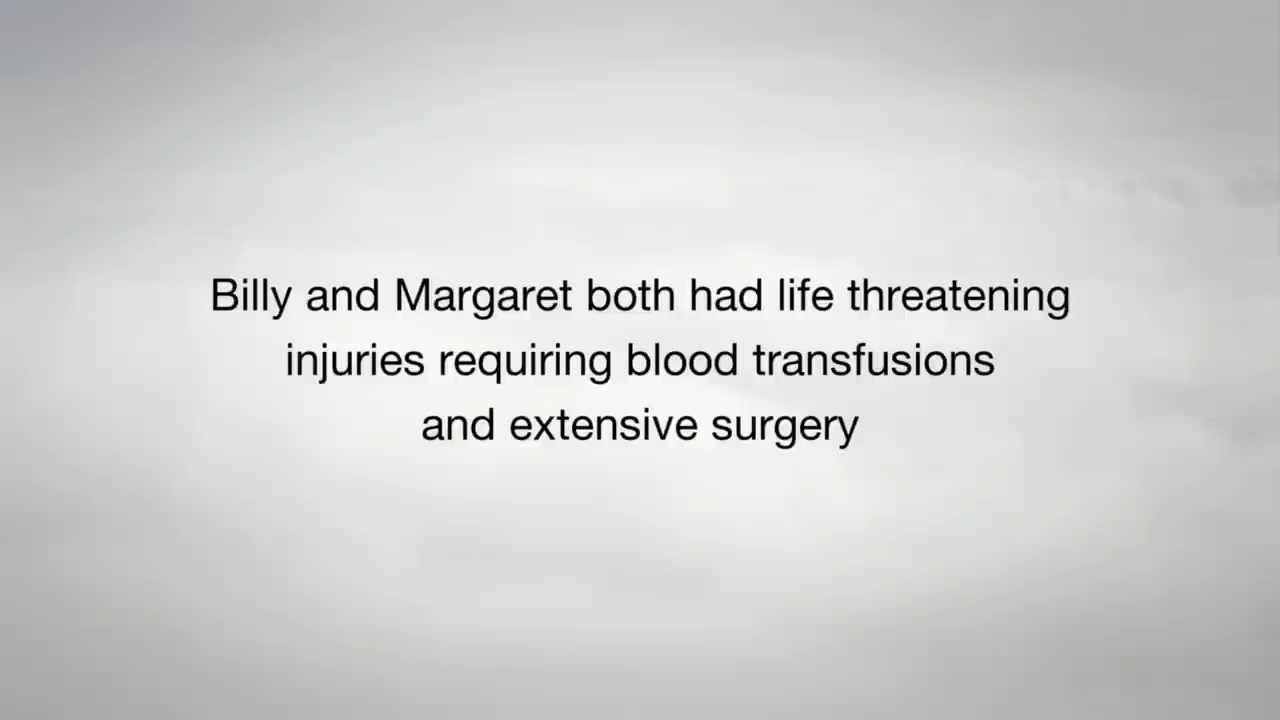 Billy and Margaret both had life threatening
injuries requiring blood transfusions
and extensive surgery